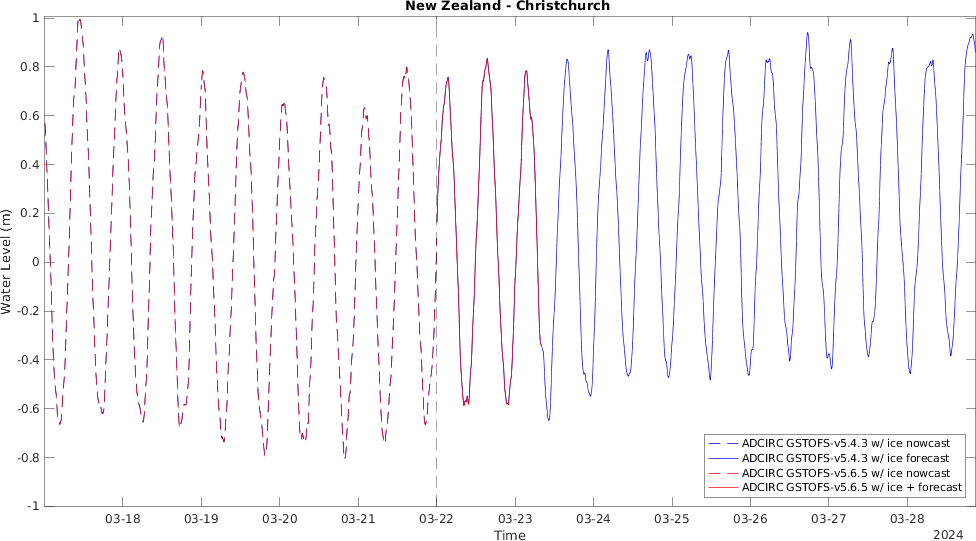 New Zealand - Christchurch
1
0.8
0.6
0.4
0.2
0
-0.2
-0.4
-0.6
-0.8
-1
Water Level (m)
ADCIRC GSTOFS-v5.4.3 w/ ice nowcast
ADCIRC GSTOFS-v5.4.3 w/ ice forecast
ADCIRC GSTOFS-v5.6.5 w/ ice nowcast
ADCIRC GSTOFS-v5.6.5 w/ ice + forecast
03-18 03-19 03-20 03-21 03-22 03-23 03-24 03-25 03-26 03-27 03-28
Time
2024